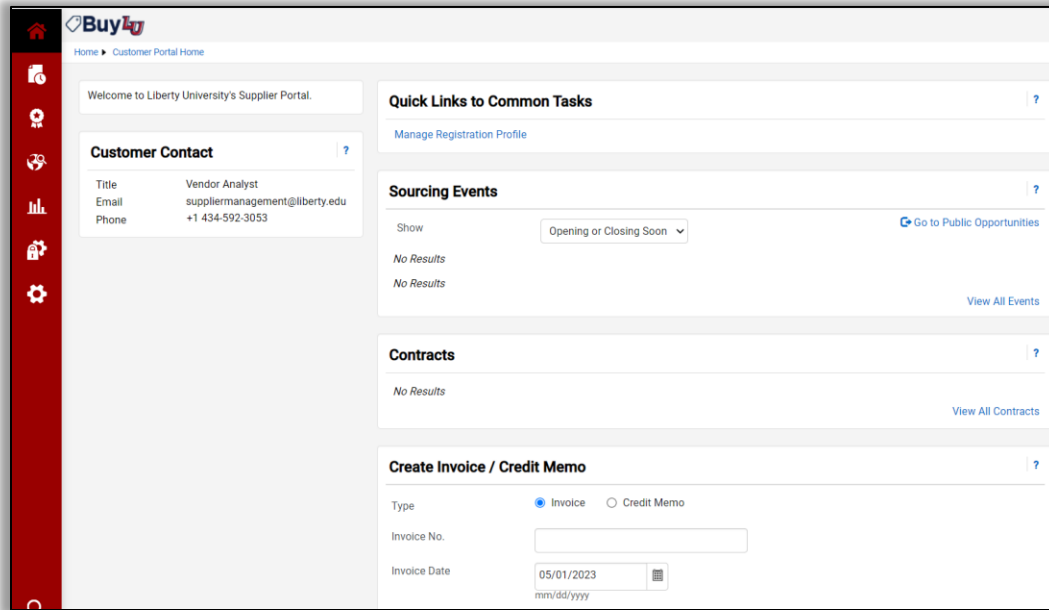 BuyLU
Home ▸ Customer Portal Home
Welcome to Liberty University's Supplier Portal.
Customer Contact ?
Title Vendor Analyst
Email suppliermanagement@liberty.edu
Phone +1 434-592-3053
Quick Links to Common Tasks ?
Manage Registration Profile
Sourcing Events ?
Show Opening or Closing Soon Go to Public Opportunities
No Results
No Results
View All Events
Contracts ?
No Results
View All Contracts
Create Invoice / Credit Memo ?
Type Invoice Credit Memo
Invoice No.
Invoice Date 05/01/2023
mm/dd/yyyy